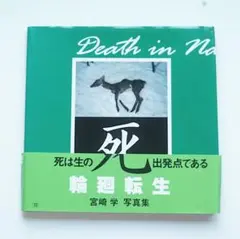 Death in Na
死は生の死出発点である
輪廻転生
宮崎 学 写真集